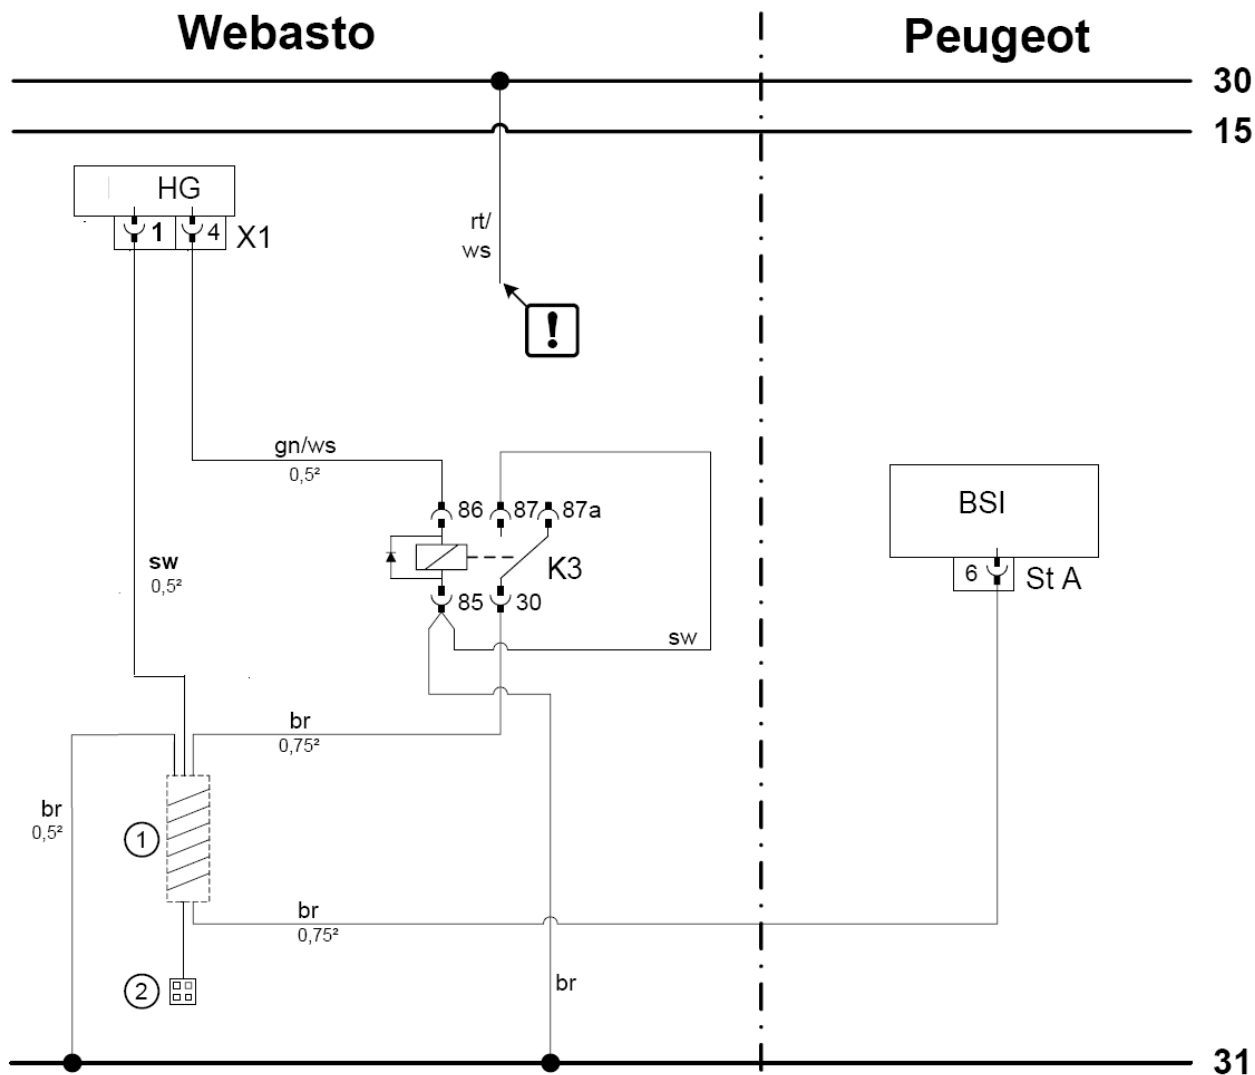 Webasto
Peugeot
30
15
HG
1
4
X1
rt/
ws
!
gn/ws
0,5²
86
87
87a
BSI
K3
sw
0,5²
6
St A
85
30
sw
br
0,75²
br
0,5²
1
br
0,75²
2
br
31